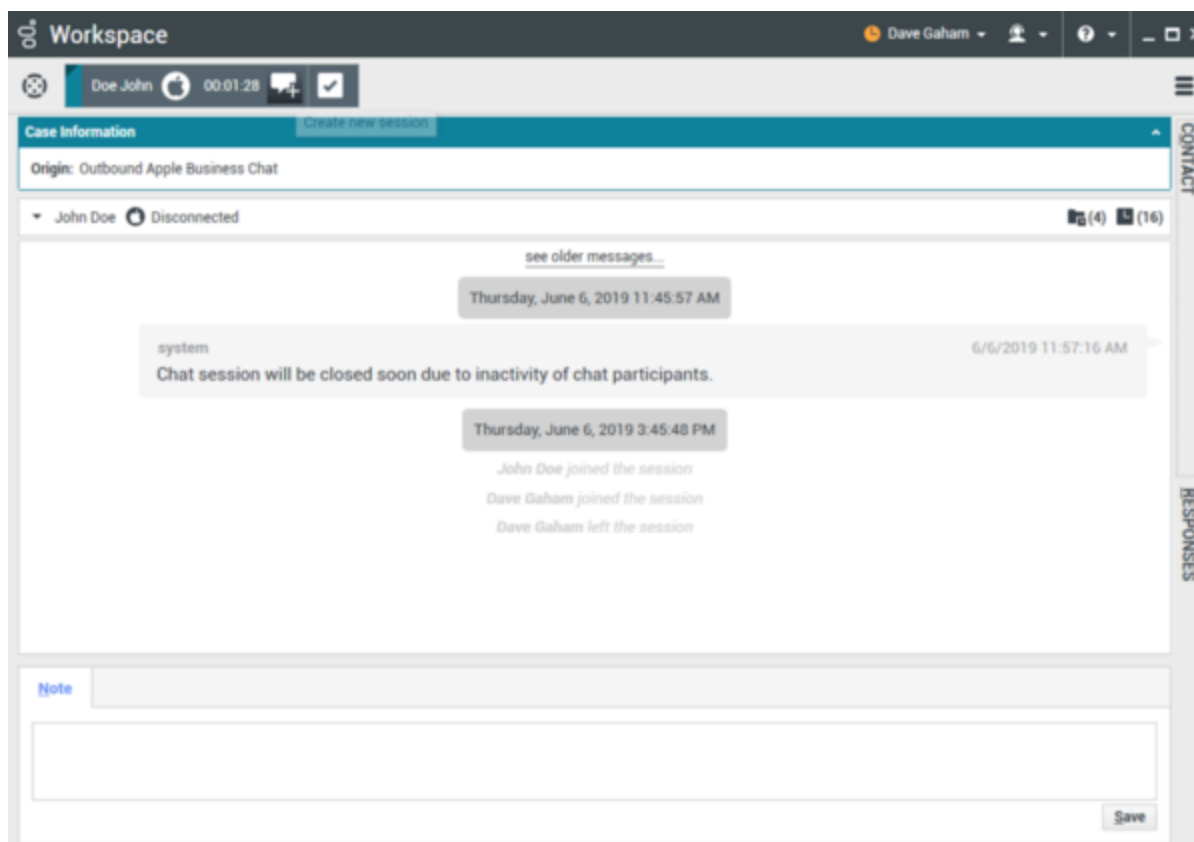 Workspace
Dave Gaham
Doe John 00:01:28
Create new session
Case Information
Origin: Outbound Apple Business Chat
John Doe Disconnected (4) (16)
see older messages...
Thursday, June 6, 2019 11:45:57 AM
system 6/6/2019 11:57:16 AM
Chat session will be closed soon due to inactivity of chat participants.
Thursday, June 6, 2019 3:45:48 PM
John Doe joined the session
Dave Gaham joined the session
Dave Gaham left the session
Note
Save
CONTACT
RESPONSES